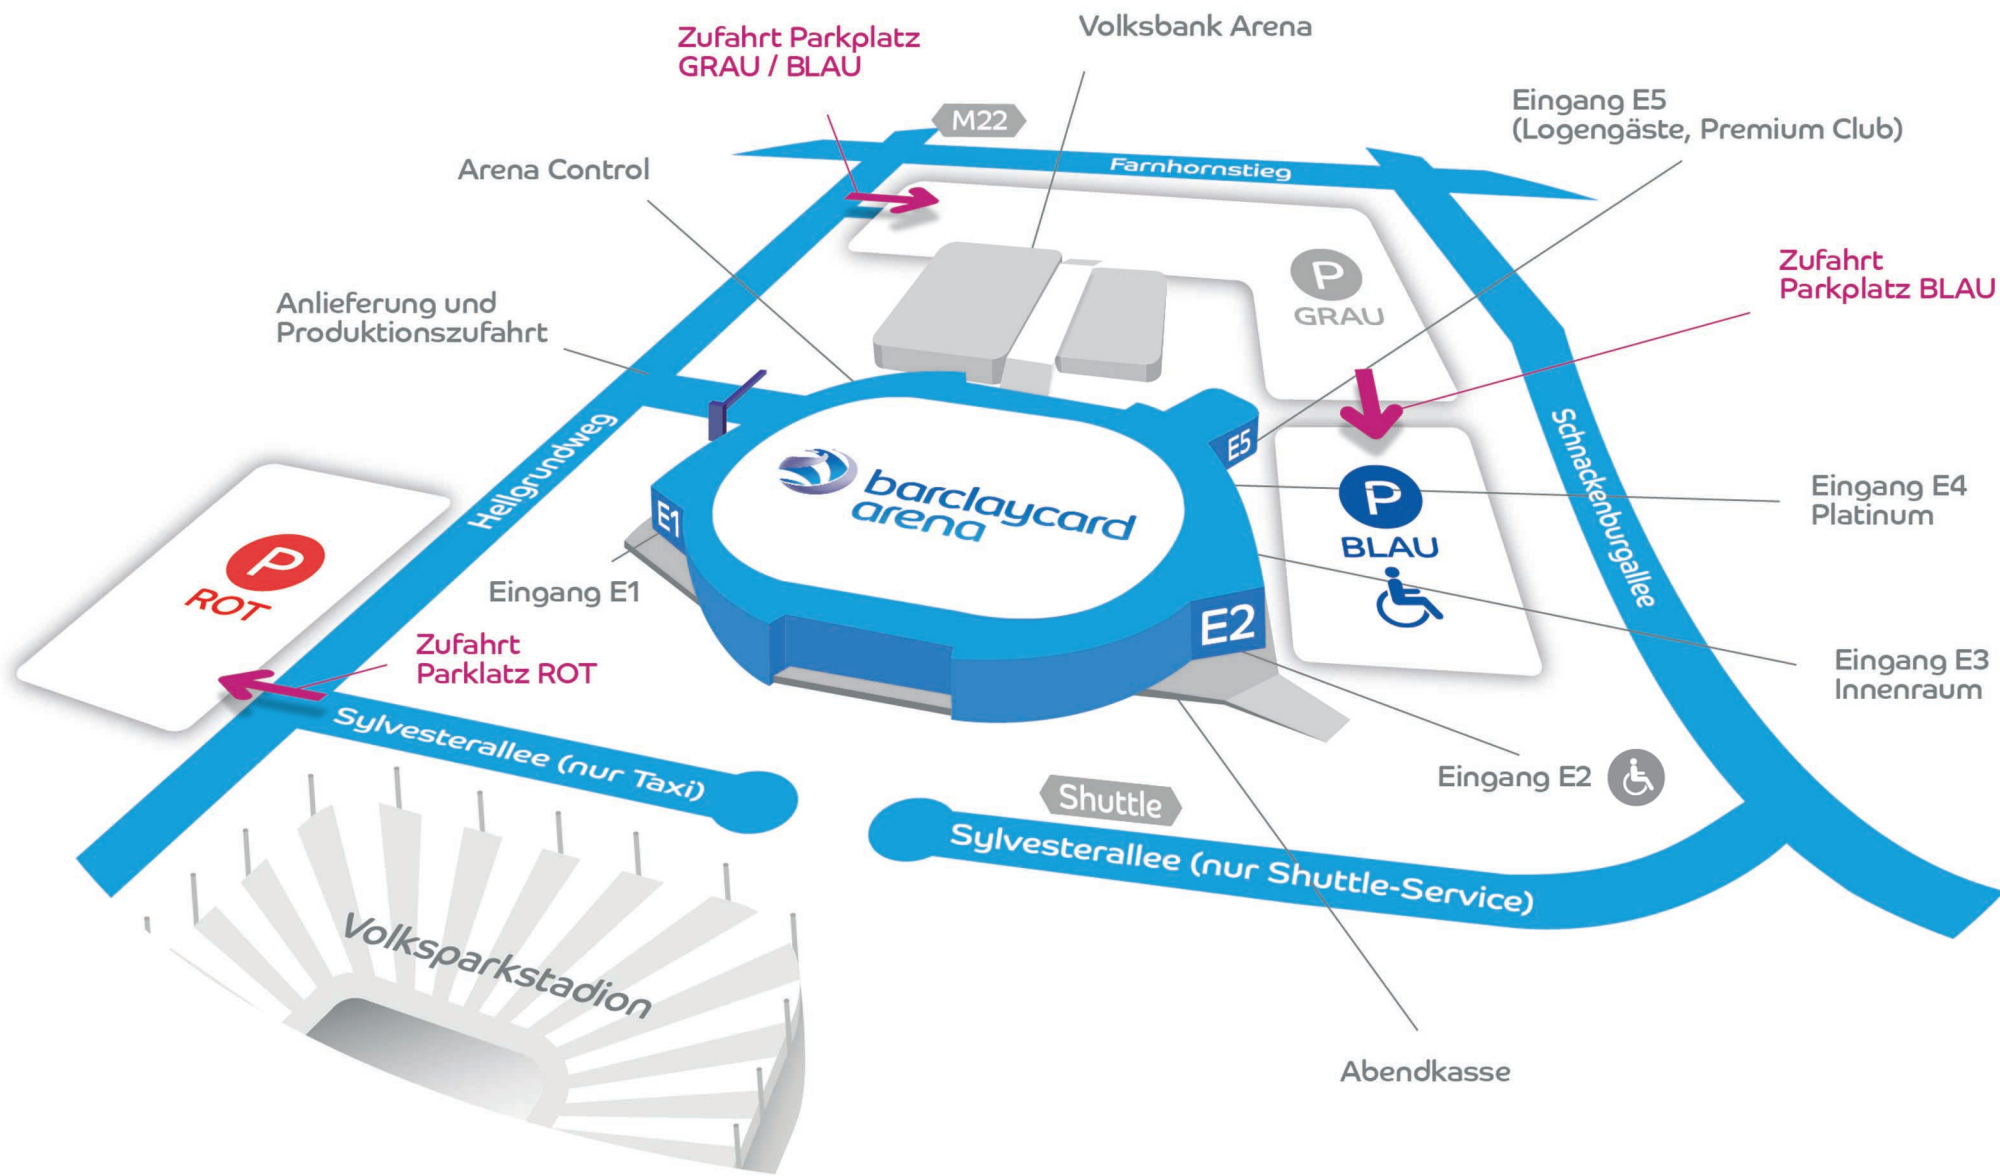 Zufahrt Parkplatz
GRAU / BLAU
Volksbank Arena
M22
Eingang E5
(Logengäste, Premium Club)
Arena Control
Farnhornstieg
P
GRAU
Zufahrt
Parkplatz BLAU
Anlieferung und
Produktionszufahrt
Hellgrundweg
Schnackenburgallee
E5
barclaycard
arena
P
BLAU
Eingang E4
Platinum
E1
P
ROT
Eingang E1
E2
Zufahrt
Parklatz ROT
Eingang E3
Innenraum
Sylvesterallee (nur Taxi)
Eingang E2
Shuttle
Sylvesterallee (nur Shuttle-Service)
Volksparkstadion
Abendkasse